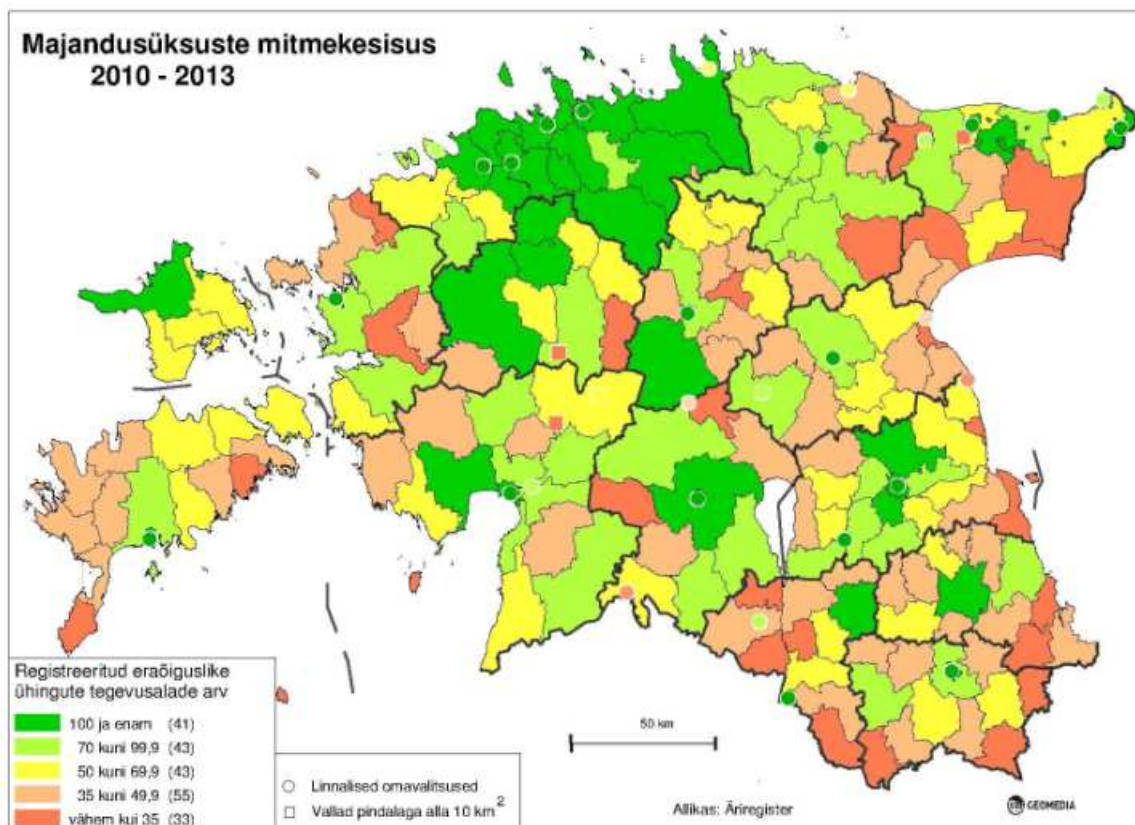 Majandusüksuste mitmekesisus
2010 - 2013
Registreeritud eraõiguslike
ühingute tegevusalade arv
100 ja enam (41)
70 kuni 99,9 (43)
50 kuni 69,9 (43)
35 kuni 49,9 (55)
vähem kui 35 (33)
Linnalised omavalitsused
Vallad pindalaga alla 10 km²
50 km
Allikas: Äriregister
GEOMEDIA